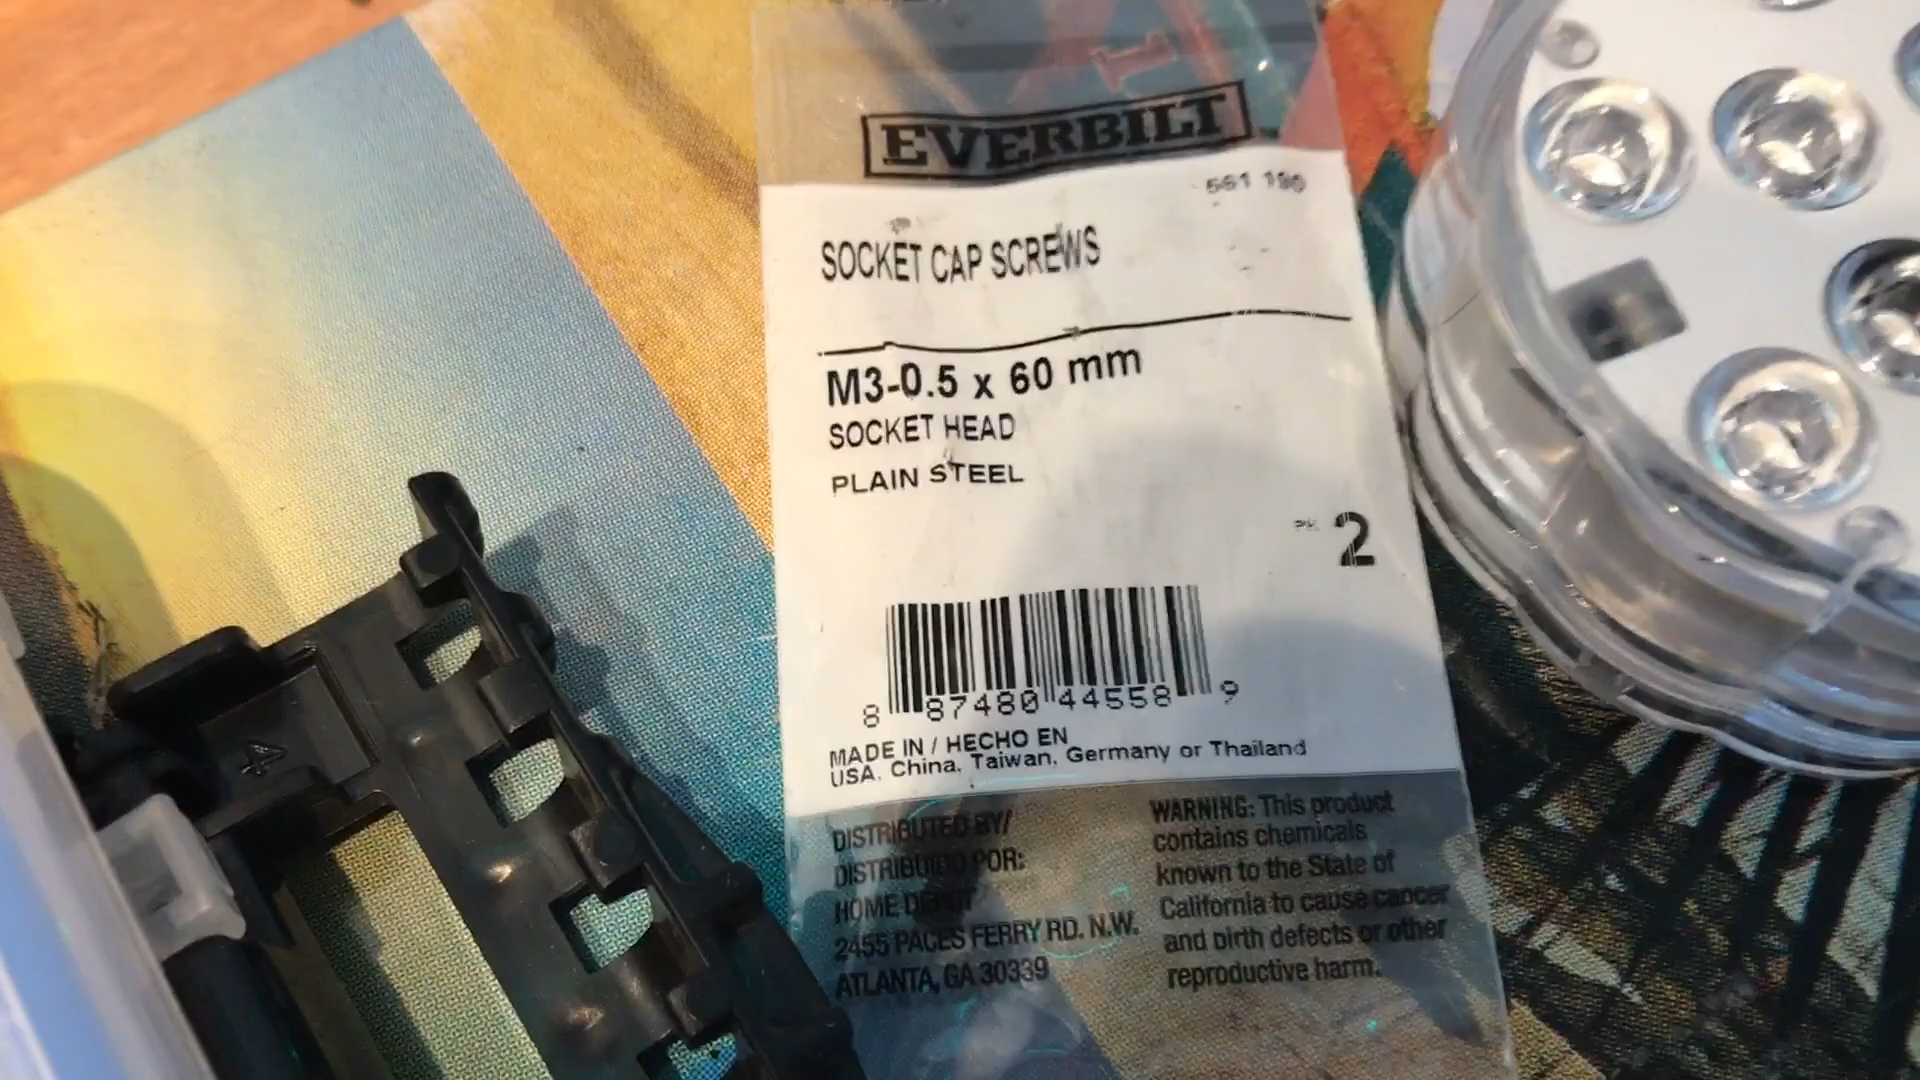 EVERBILT
561 190
SOCKET CAP SCREWS
M3-0.5 x 60 mm
SOCKET HEAD
PLAIN STEEL
PK 2
8 87480 44558 9
MADE IN / HECHO EN
USA, China, Taiwan, Germany or Thailand
DISTRIBUTED BY/
DISTRIBUIDO POR:
HOME DEPOT
2455 PACES FERRY RD. N.W.
ATLANTA, GA 30339
WARNING: This product
contains chemicals
known to the State of
California to cause cancer
and birth defects or other
reproductive harm.
4